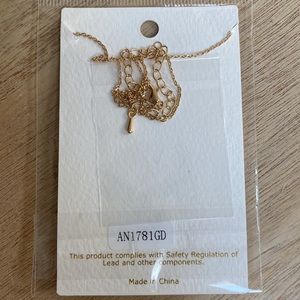 AN1781GD
This product complies with Safety Regulation of
Lead and other components.
Made in China